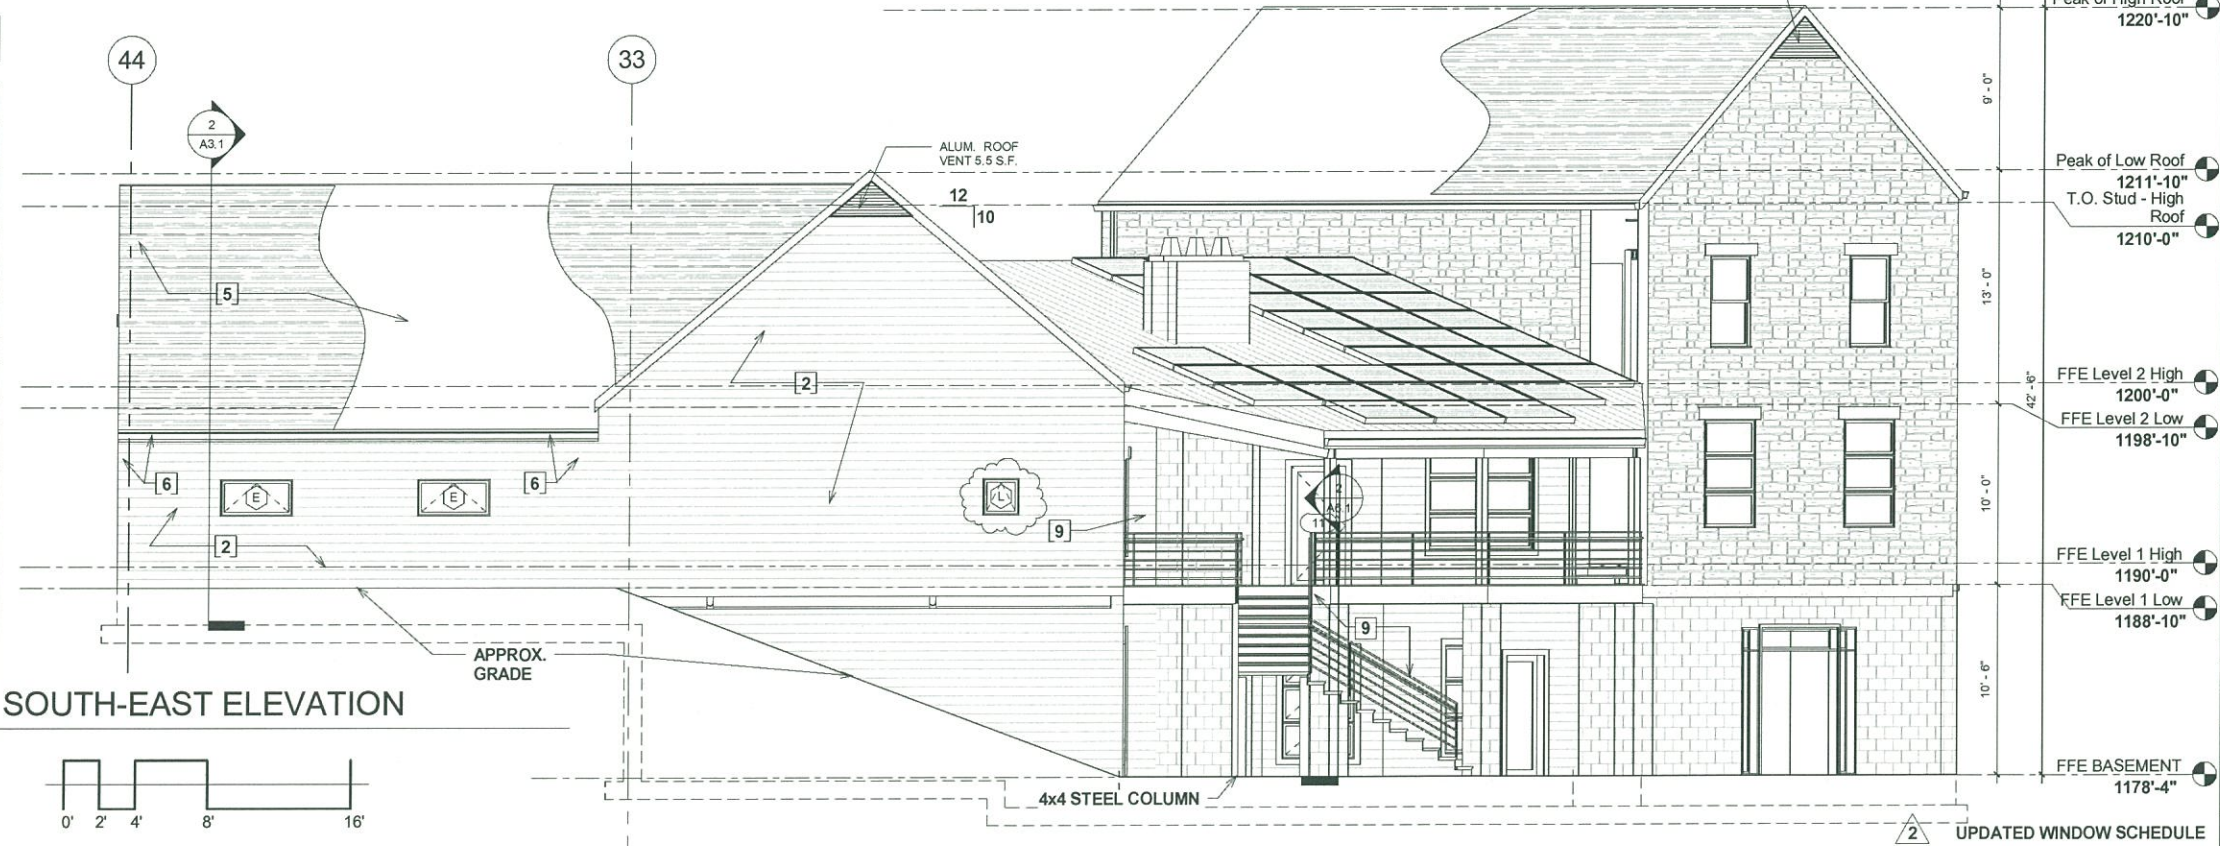 Peak of High Roof
1220'-10"
44
33
2
A3.1
ALUM. ROOF
VENT 5.5 S.F.
12
10
9' - 0"
Peak of Low Roof
1211'-10"
T.O. Stud - High
Roof
1210'-0"
5
13' - 0"
2
FFE Level 2 High
1200'-0"
42' - 6"
FFE Level 2 Low
1198'-10"
6
E
E
6
L
9
2
11
10' - 0"
2
FFE Level 1 High
1190'-0"
FFE Level 1 Low
1188'-10"
9
APPROX.
GRADE
10' - 6"
SOUTH-EAST ELEVATION
FFE BASEMENT
1178'-4"
4x4 STEEL COLUMN
0' 2' 4' 8' 16'
2 UPDATED WINDOW SCHEDULE